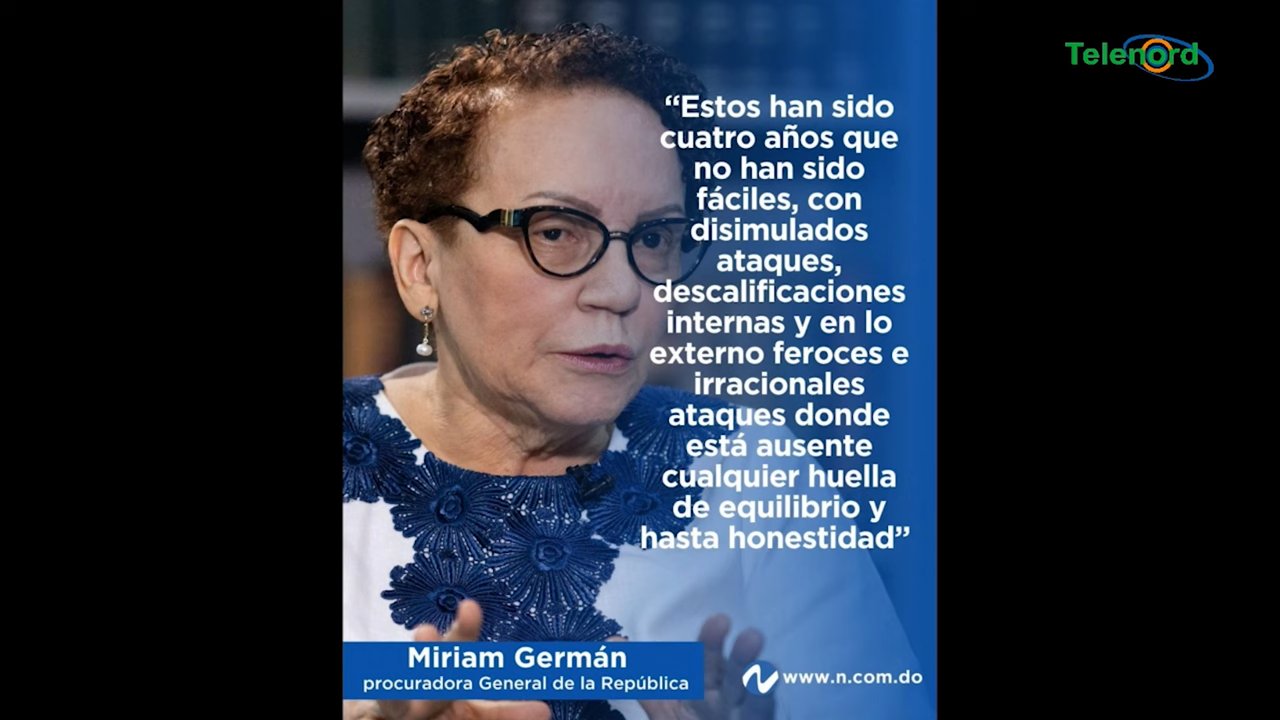 Telenord
“Estos han sido
cuatro años que
no han sido
fáciles, con
disimulados
ataques,
descalificaciones
internas y en lo
externo feroces e
irracionales
ataques donde
está ausente
cualquier huella
de equilibrio y
hasta honestidad”
Miriam Germán
procuradora General de la República
www.n.com.do